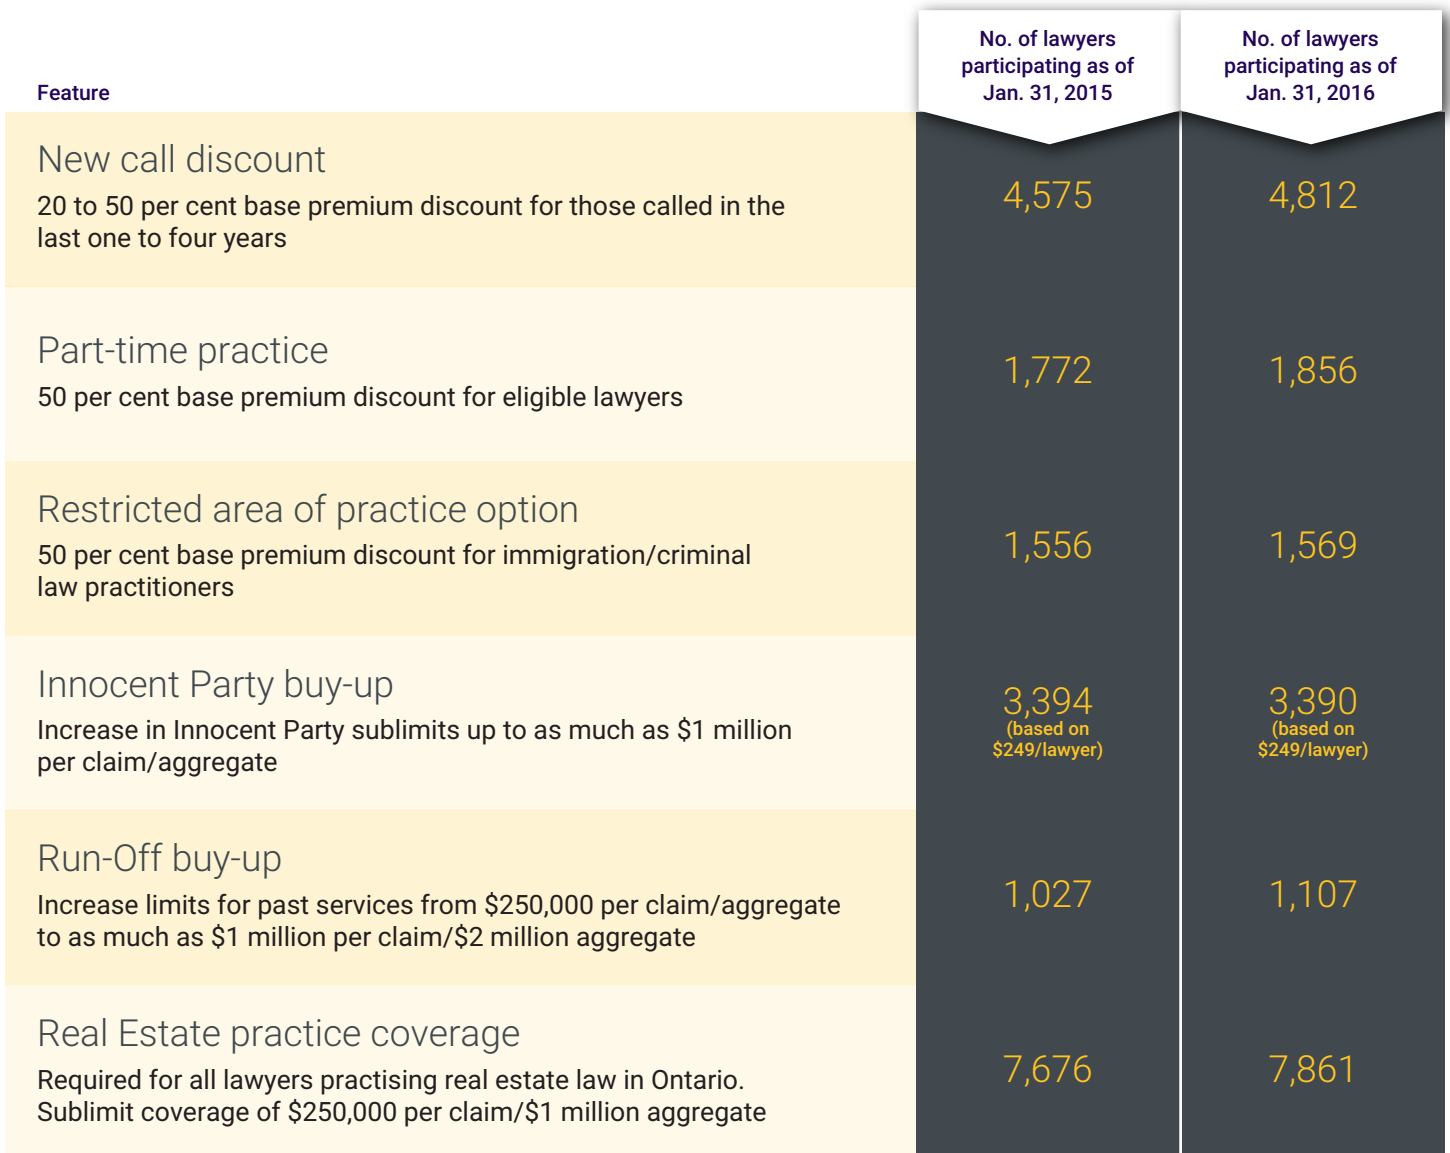 Feature
No. of lawyers
participating as of
Jan. 31, 2015
No. of lawyers
participating as of
Jan. 31, 2016
New call discount
20 to 50 per cent base premium discount for those called in the
last one to four years
4,575
4,812
Part-time practice
50 per cent base premium discount for eligible lawyers
1,772
1,856
Restricted area of practice option
50 per cent base premium discount for immigration/criminal
law practitioners
1,556
1,569
Innocent Party buy-up
Increase in Innocent Party sublimits up to as much as $1 million
per claim/aggregate
3,394
(based on
$249/lawyer)
3,390
(based on
$249/lawyer)
Run-Off buy-up
Increase limits for past services from $250,000 per claim/aggregate
to as much as $1 million per claim/$2 million aggregate
1,027
1,107
Real Estate practice coverage
Required for all lawyers practising real estate law in Ontario.
Sublimit coverage of $250,000 per claim/$1 million aggregate
7,676
7,861